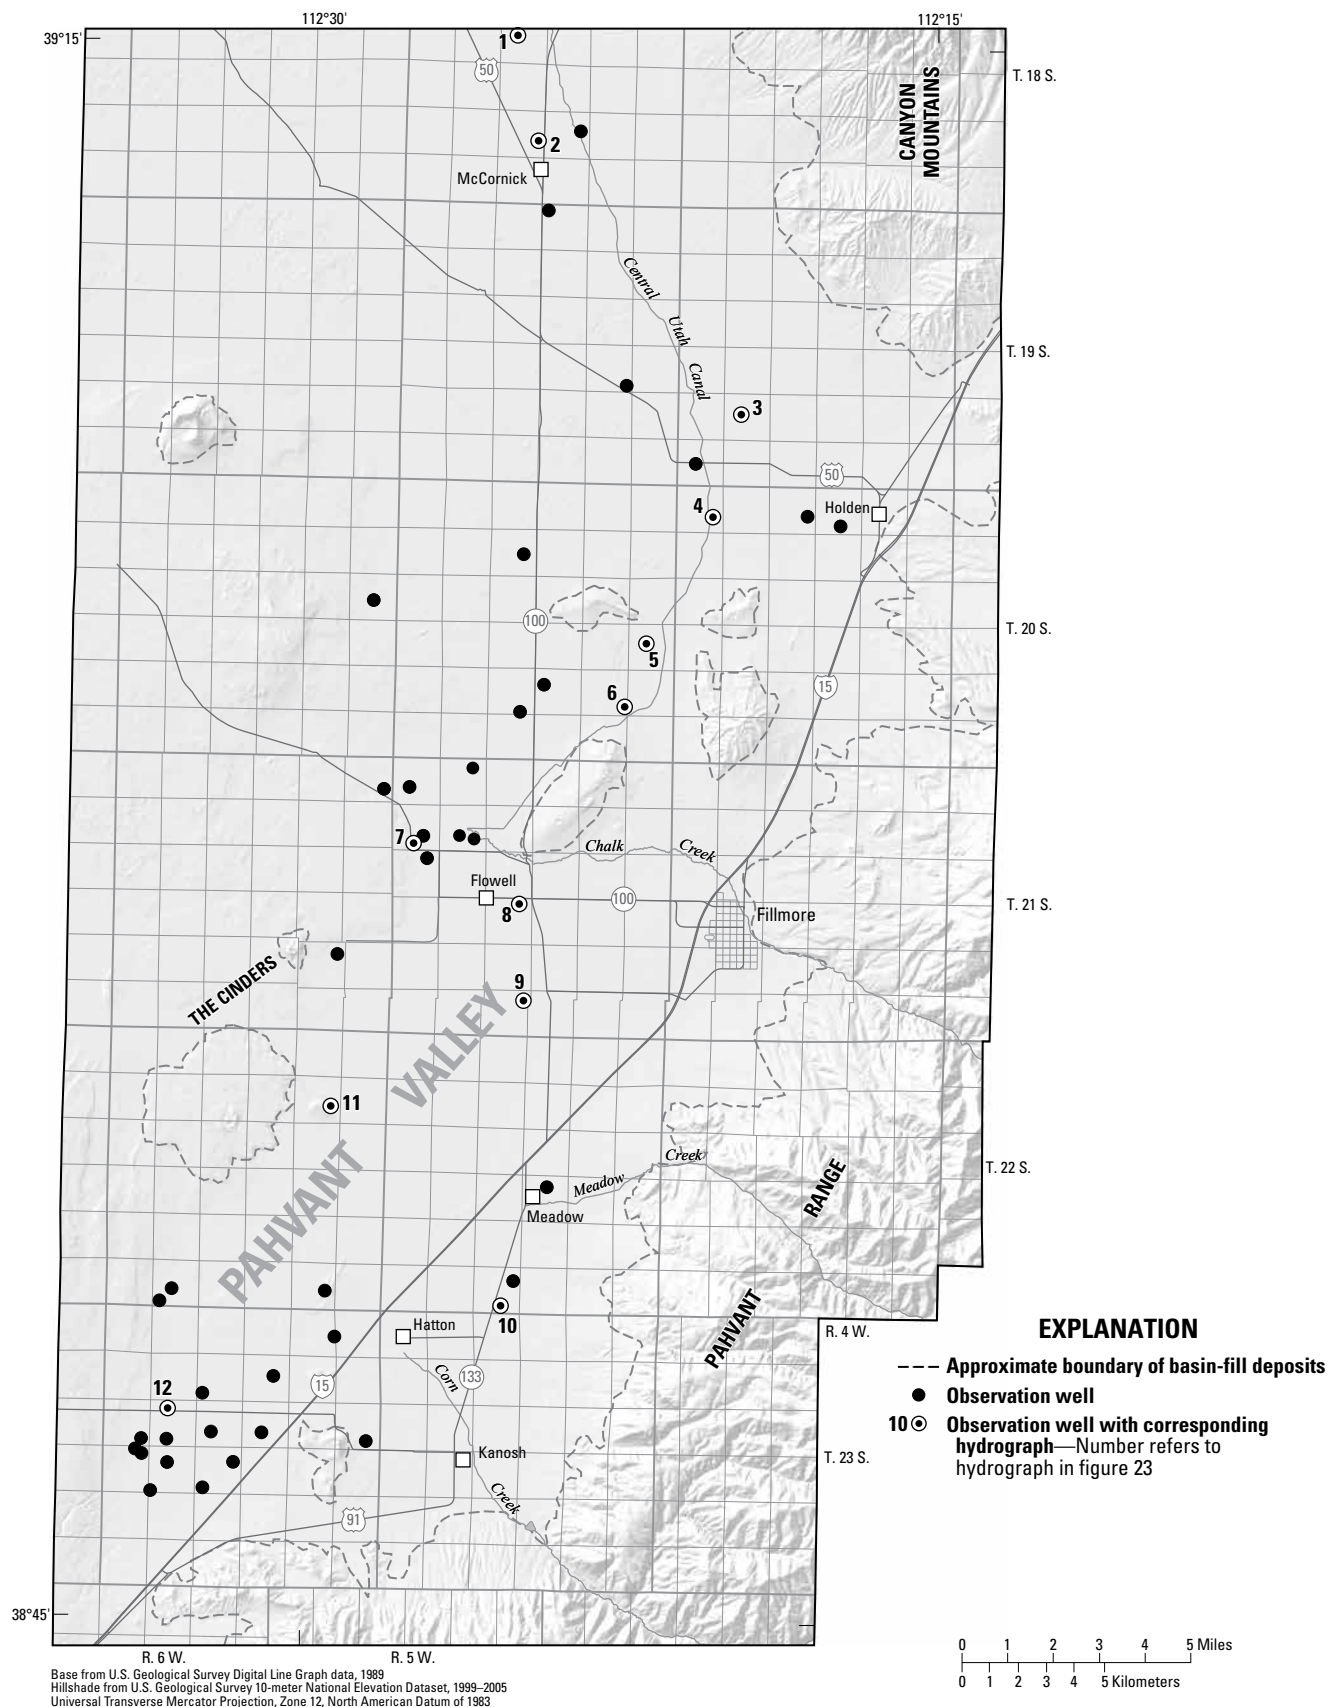 112°30'
112°15'
39°15'
1
50
T. 18 S.
CANYON
MOUNTAINS
2
McCornick
Central
Utah
Canal
T. 19 S.
3
50
4
Holden
100
T. 20 S.
5
6
15
7
Chalk
Creek
Flowell
8
100
Fillmore
T. 21 S.
THE CINDERS
9
VALLEY
11
PAHVANT
Creek
Meadow
Meadow
T. 22 S.
RANGE
PAHVANT
10
Hatton
R. 4 W.
Corn
133
12
15
Kanosh
T. 23 S.
Creek
91
38°45'
R. 6 W.
R. 5 W.
EXPLANATION
Approximate boundary of basin-fill deposits
Observation well
10 Observation well with corresponding
hydrograph—Number refers to
hydrograph in figure 23
0 1 2 3 4 5 Miles
0 1 2 3 4 5 Kilometers
Base from U.S. Geological Survey Digital Line Graph data, 1989
Hillshade from U.S. Geological Survey 10-meter National Elevation Dataset, 1999–2005
Universal Transverse Mercator Projection, Zone 12, North American Datum of 1983